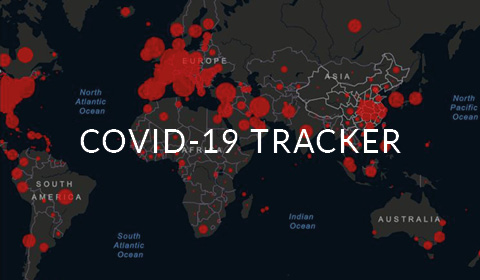 EUROPE
ASIA
North
Atlantic
Ocean
North
Pacific
Ocean
COVID-19 TRACKER
AFRICA
SOUTH
AMERICA
Indian
Ocean
AUSTRALIA
South
Atlantic
Ocean